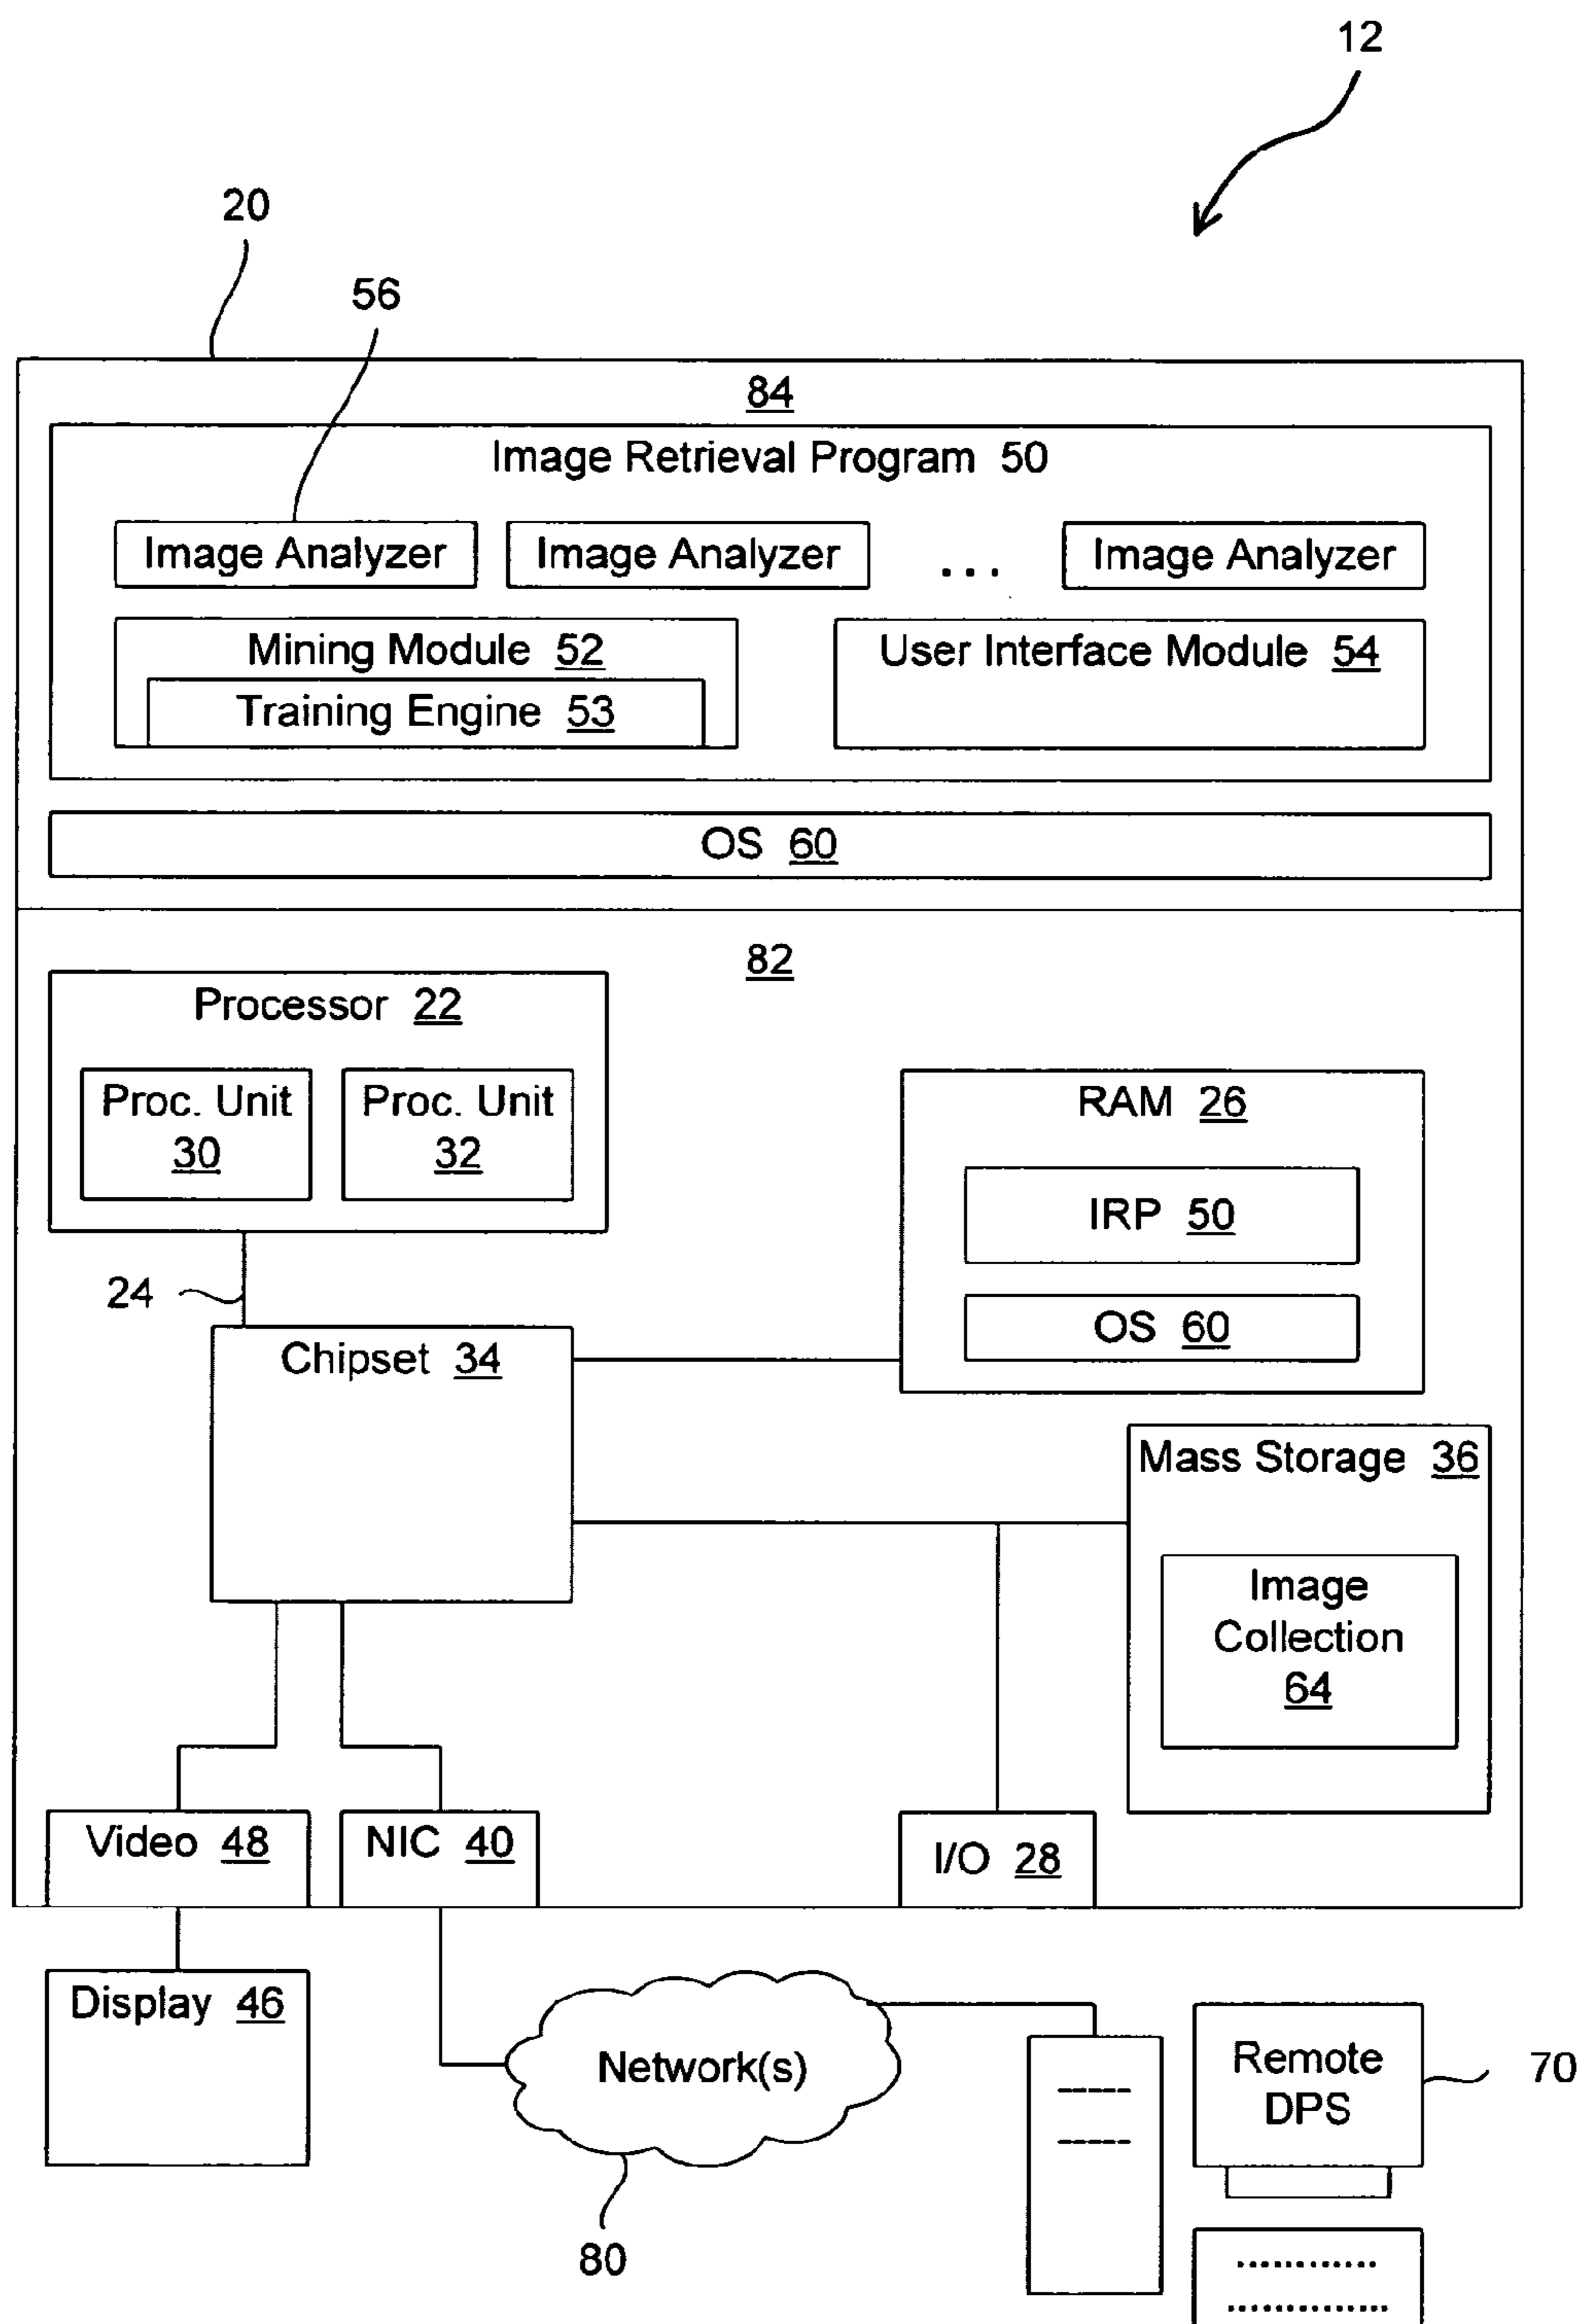 12
20
56
84
Image Retrieval Program 50
Image Analyzer
Image Analyzer
...
Image Analyzer
Mining Module 52
Training Engine 53
User Interface Module 54
OS 60
82
Processor 22
Proc. Unit
30
Proc. Unit
32
RAM 26
IRP 50
OS 60
24
Chipset 34
Mass Storage 36
Image
Collection
64
Video 48
NIC 40
I/O 28
Display 46
Network(s)
Remote
DPS
70
80